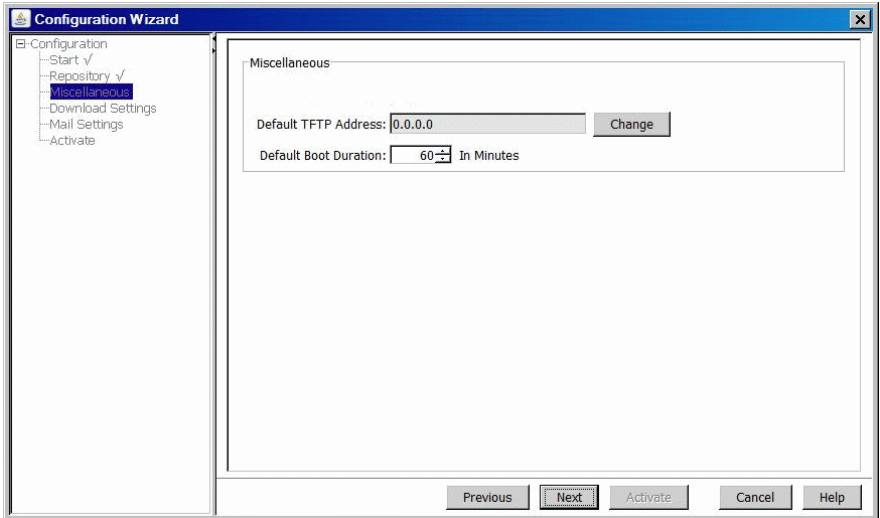 Configuration Wizard
Configuration
Start √
Repository √
Miscellaneous
Download Settings
Mail Settings
Activate
Miscellaneous
Default TFTP Address: 0.0.0.0 Change
Default Boot Duration: 60 In Minutes
Previous Next Activate Cancel Help